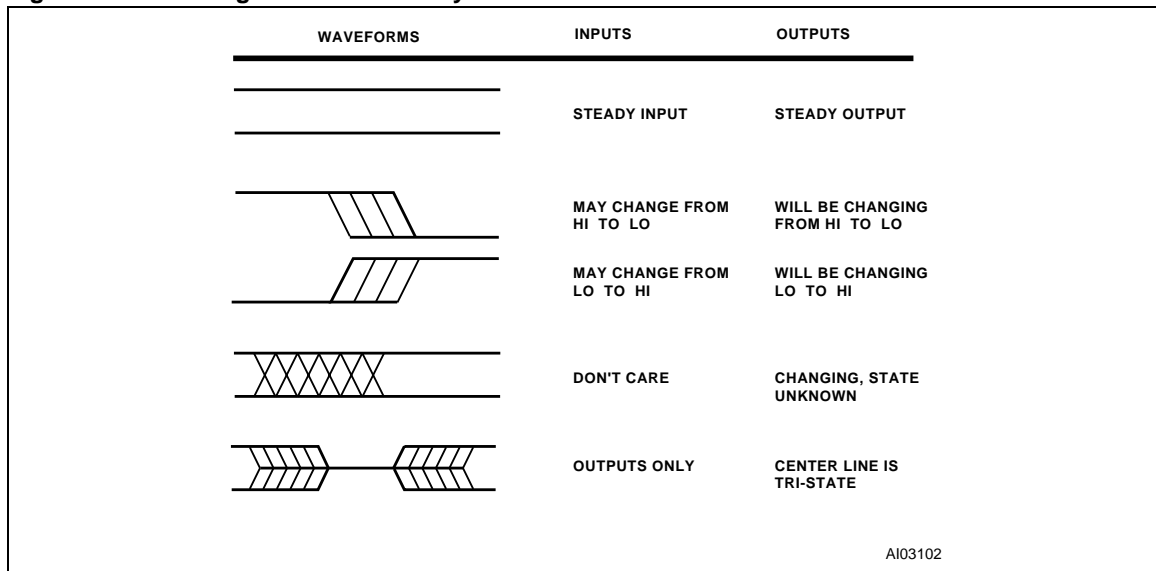 WAVEFORMS INPUTS OUTPUTS
STEADY INPUT STEADY OUTPUT
MAY CHANGE FROM WILL BE CHANGING
HI TO LO FROM HI TO LO
MAY CHANGE FROM WILL BE CHANGING
LO TO HI LO TO HI
DON'T CARE CHANGING, STATE
UNKNOWN
OUTPUTS ONLY CENTER LINE IS
TRI-STATE
AI03102